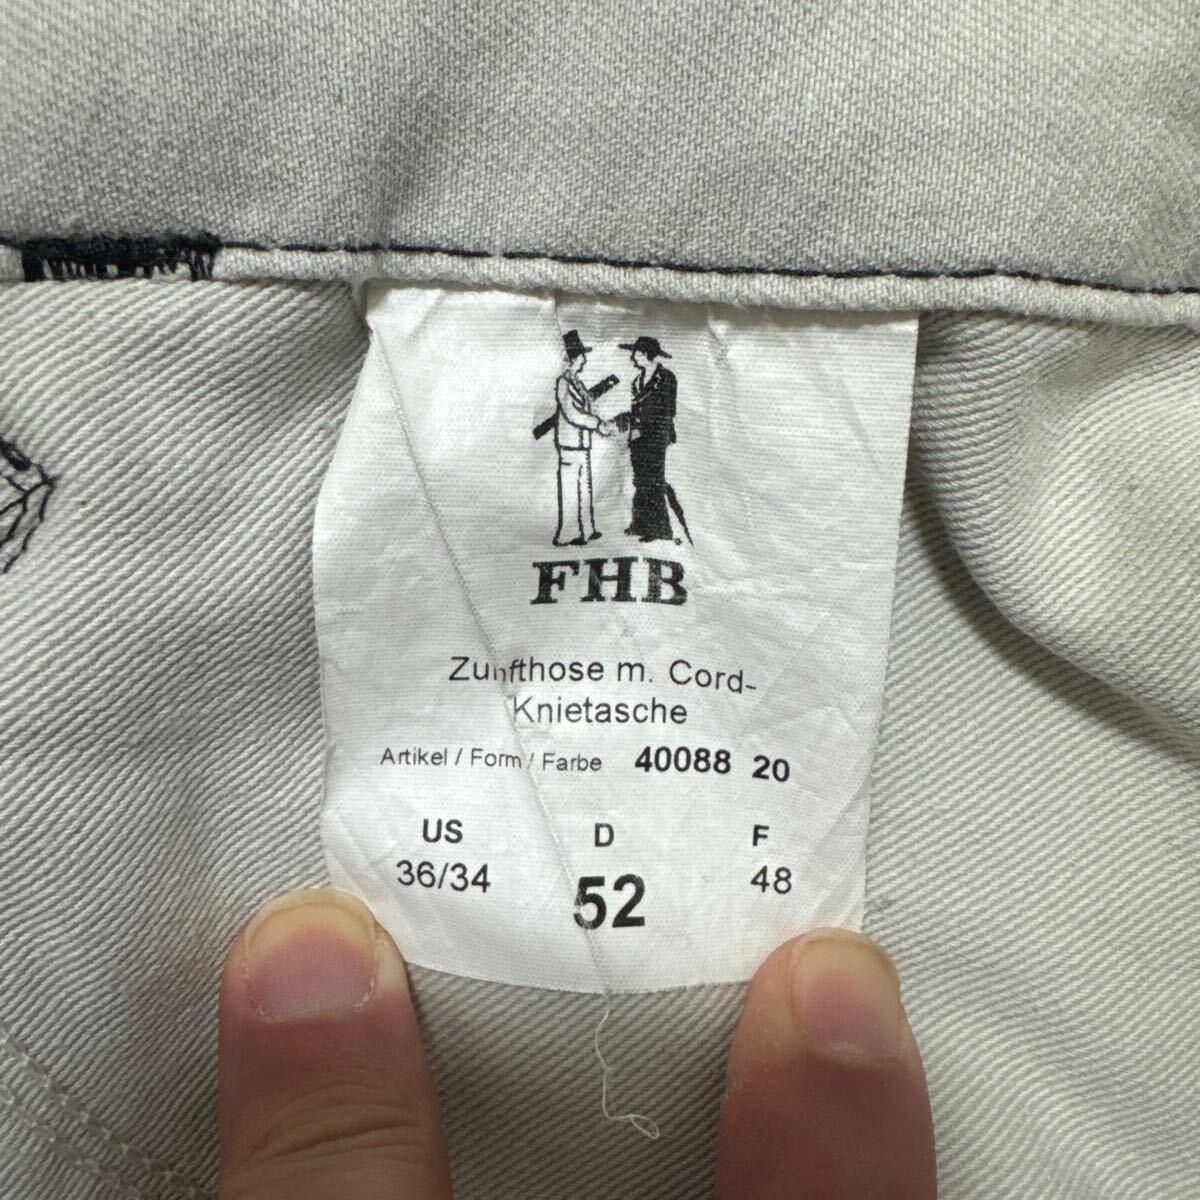 FHB
Zunfthose m. Cord-
Knietasche
Artikel / Form / Farbe 40088 20
US D F
36/34 52 48